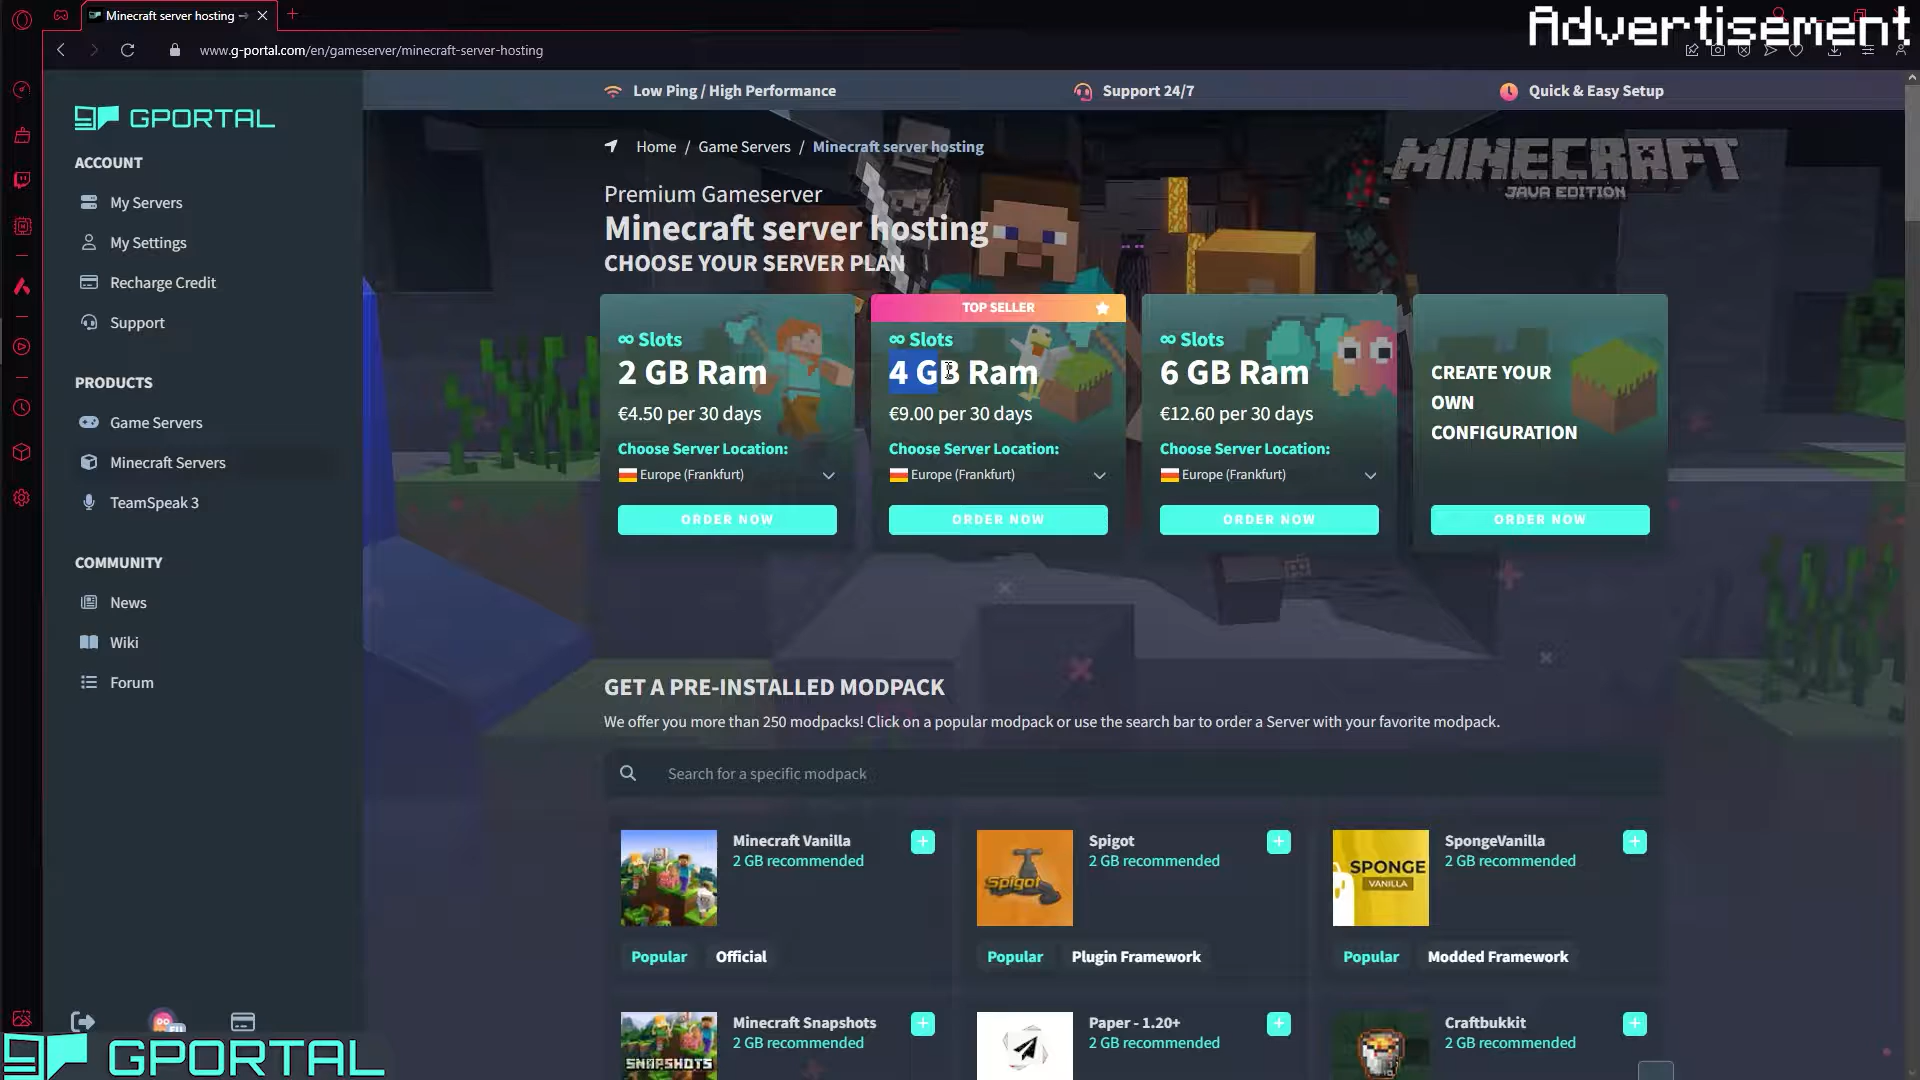 Minecraft server hosting
Advertisement
www.g-portal.com/en/gameserver/minecraft-server-hosting
Low Ping / High Performance
Support 24/7
Quick & Easy Setup
GPORTAL
ACCOUNT
My Servers
My Settings
Recharge Credit
Support
PRODUCTS
Game Servers
Minecraft Servers
TeamSpeak 3
COMMUNITY
News
Wiki
Forum
Home / Game Servers / Minecraft server hosting
MINECRAFT
JAVA EDITION
Premium Gameserver
Minecraft server hosting
CHOOSE YOUR SERVER PLAN
∞ Slots
2 GB Ram
€4.50 per 30 days
Choose Server Location:
Europe (Frankfurt)
ORDER NOW
TOP SELLER
∞ Slots
4 GB Ram
€9.00 per 30 days
Choose Server Location:
Europe (Frankfurt)
ORDER NOW
∞ Slots
6 GB Ram
€12.60 per 30 days
Choose Server Location:
Europe (Frankfurt)
ORDER NOW
CREATE YOUR
OWN
CONFIGURATION
ORDER NOW
GET A PRE-INSTALLED MODPACK
We offer you more than 250 modpacks! Click on a popular modpack or use the search bar to order a Server with your favorite modpack.
Search for a specific modpack
Minecraft Vanilla
2 GB recommended
Popular
Official
Spigot
Spigot
2 GB recommended
Popular
Plugin Framework
SPONGE
VANILLA
SpongeVanilla
2 GB recommended
Popular
Modded Framework
SNAPSHOTS
Minecraft Snapshots
2 GB recommended
Paper - 1.20+
2 GB recommended
Craftbukkit
2 GB recommended
EU
GPORTAL